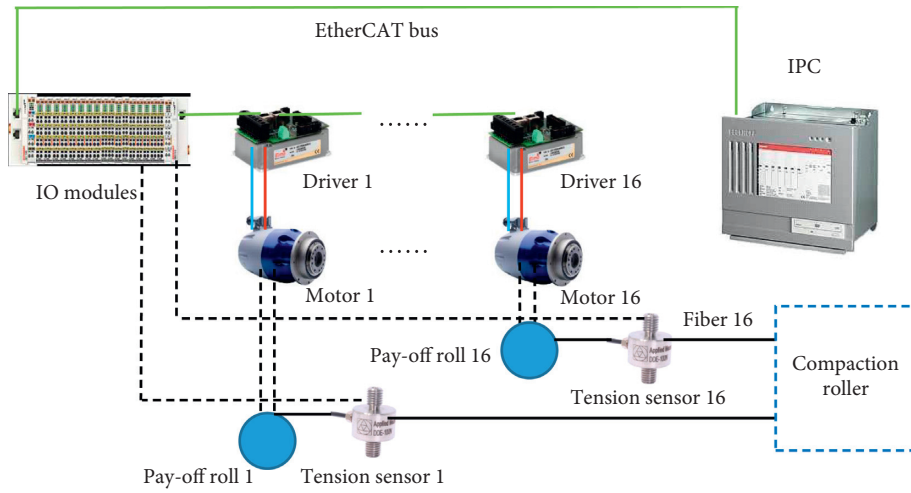 EtherCAT bus
IPC
IO modules
......
Driver 1
Driver 16
......
Motor 1
Motor 16
Fiber 16
Pay-off roll 16
Compaction
roller
Tension sensor 16
Pay-off roll 1
Tension sensor 1